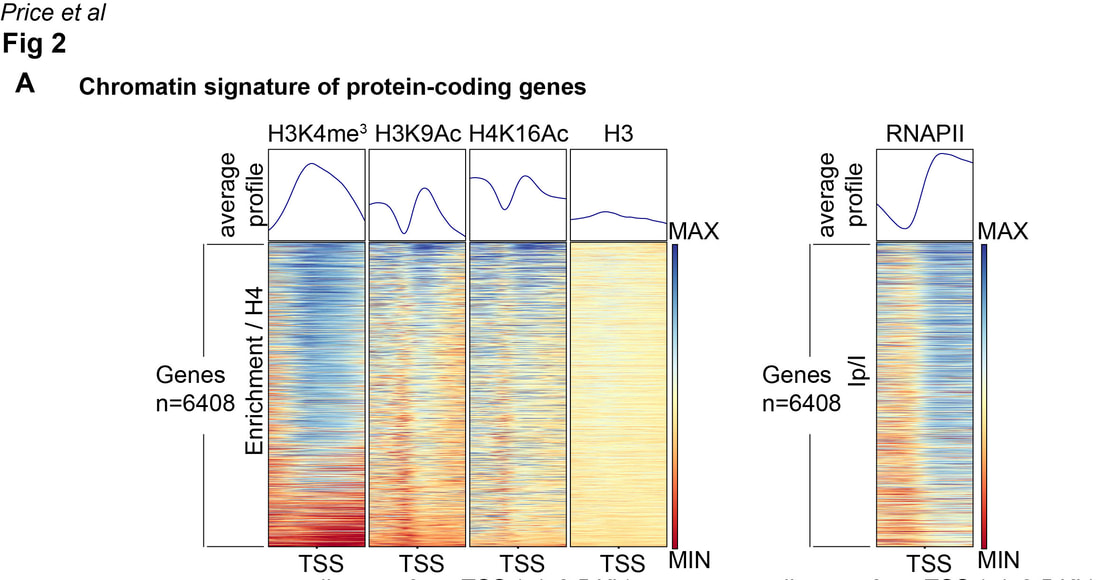 Price et al
Fig 2
A Chromatin signature of protein-coding genes
H3K4me³ H3K9Ac H4K16Ac H3 RNAPII
average
profile
average
profile
MAX
MAX
Enrichment / H4
Genes
n=6408
Genes
n=6408
Ip/I
MIN
MIN
TSS TSS TSS TSS TSS